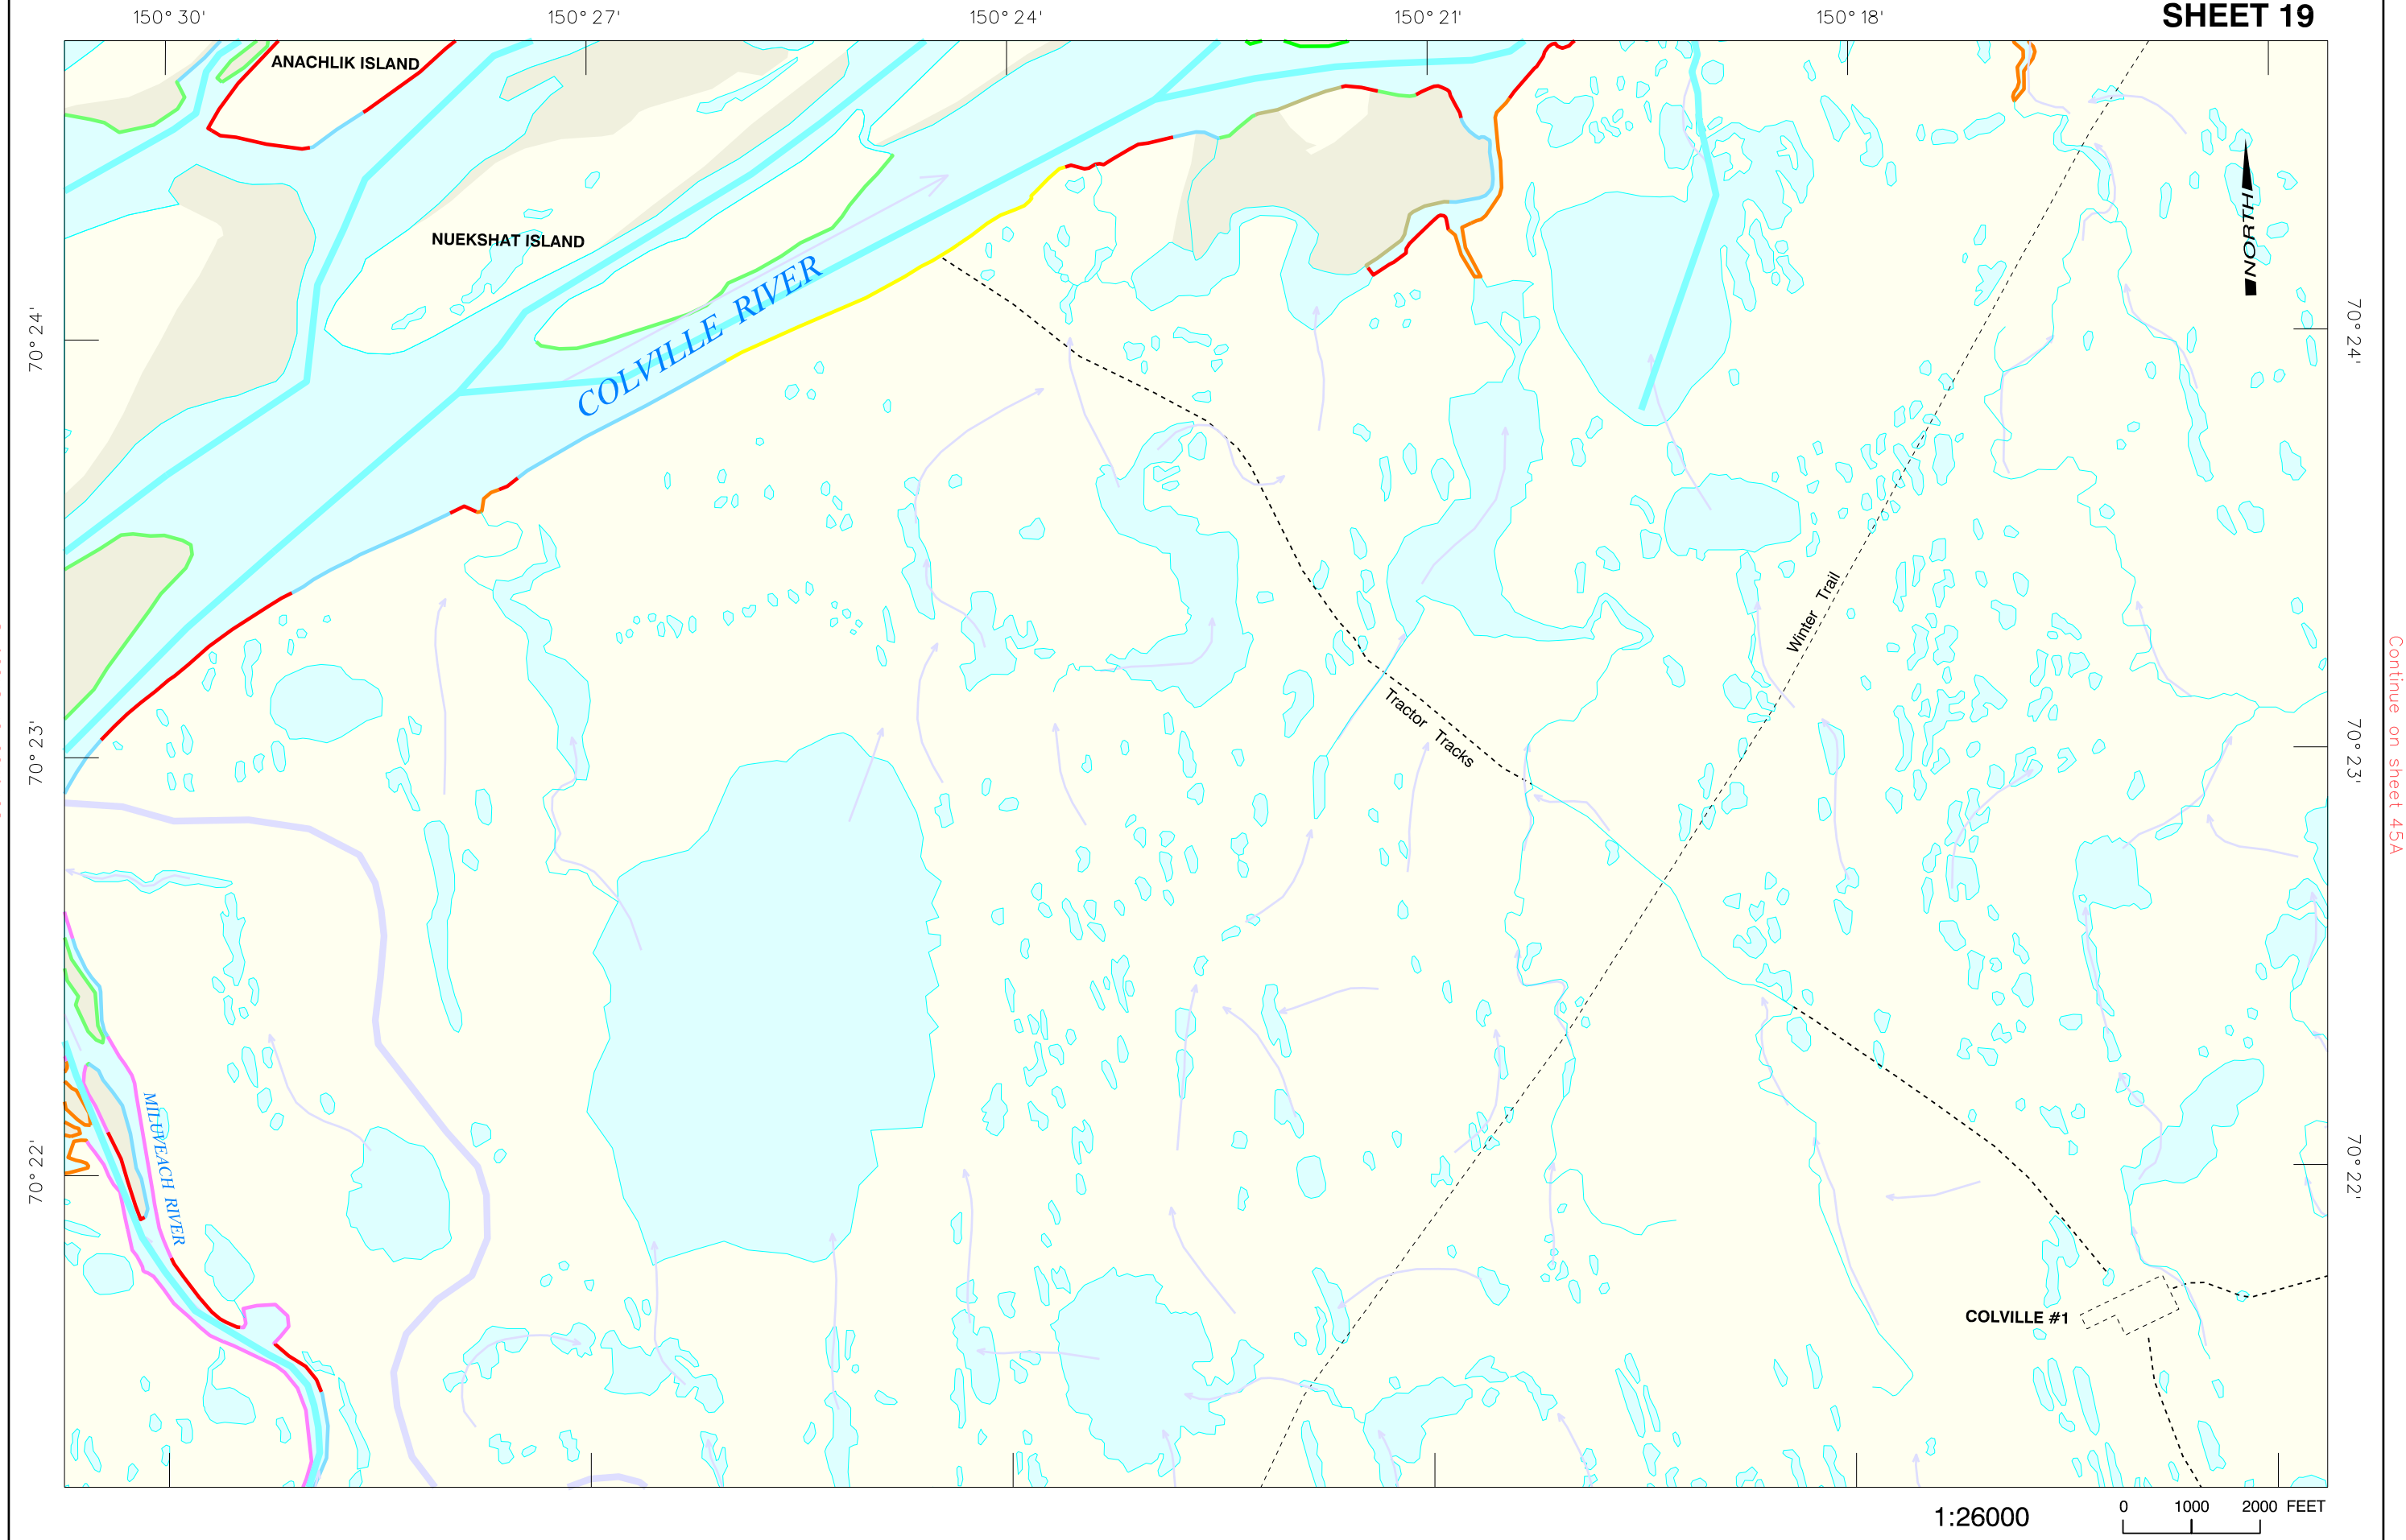 150° 30'
150° 27'
150° 24'
150° 21'
150° 18'
SHEET 19
ANACHLIK ISLAND
NUEKSHAT ISLAND
NORTH
COLVILLE RIVER
70° 24'
70° 24'
Winter Trail
Tractor Tracks
70° 23'
70° 23'
Continue on sheet 45A
MILUVEACH RIVER
70° 22'
70° 22'
COLVILLE #1
1:26000
0 1000 2000 FEET